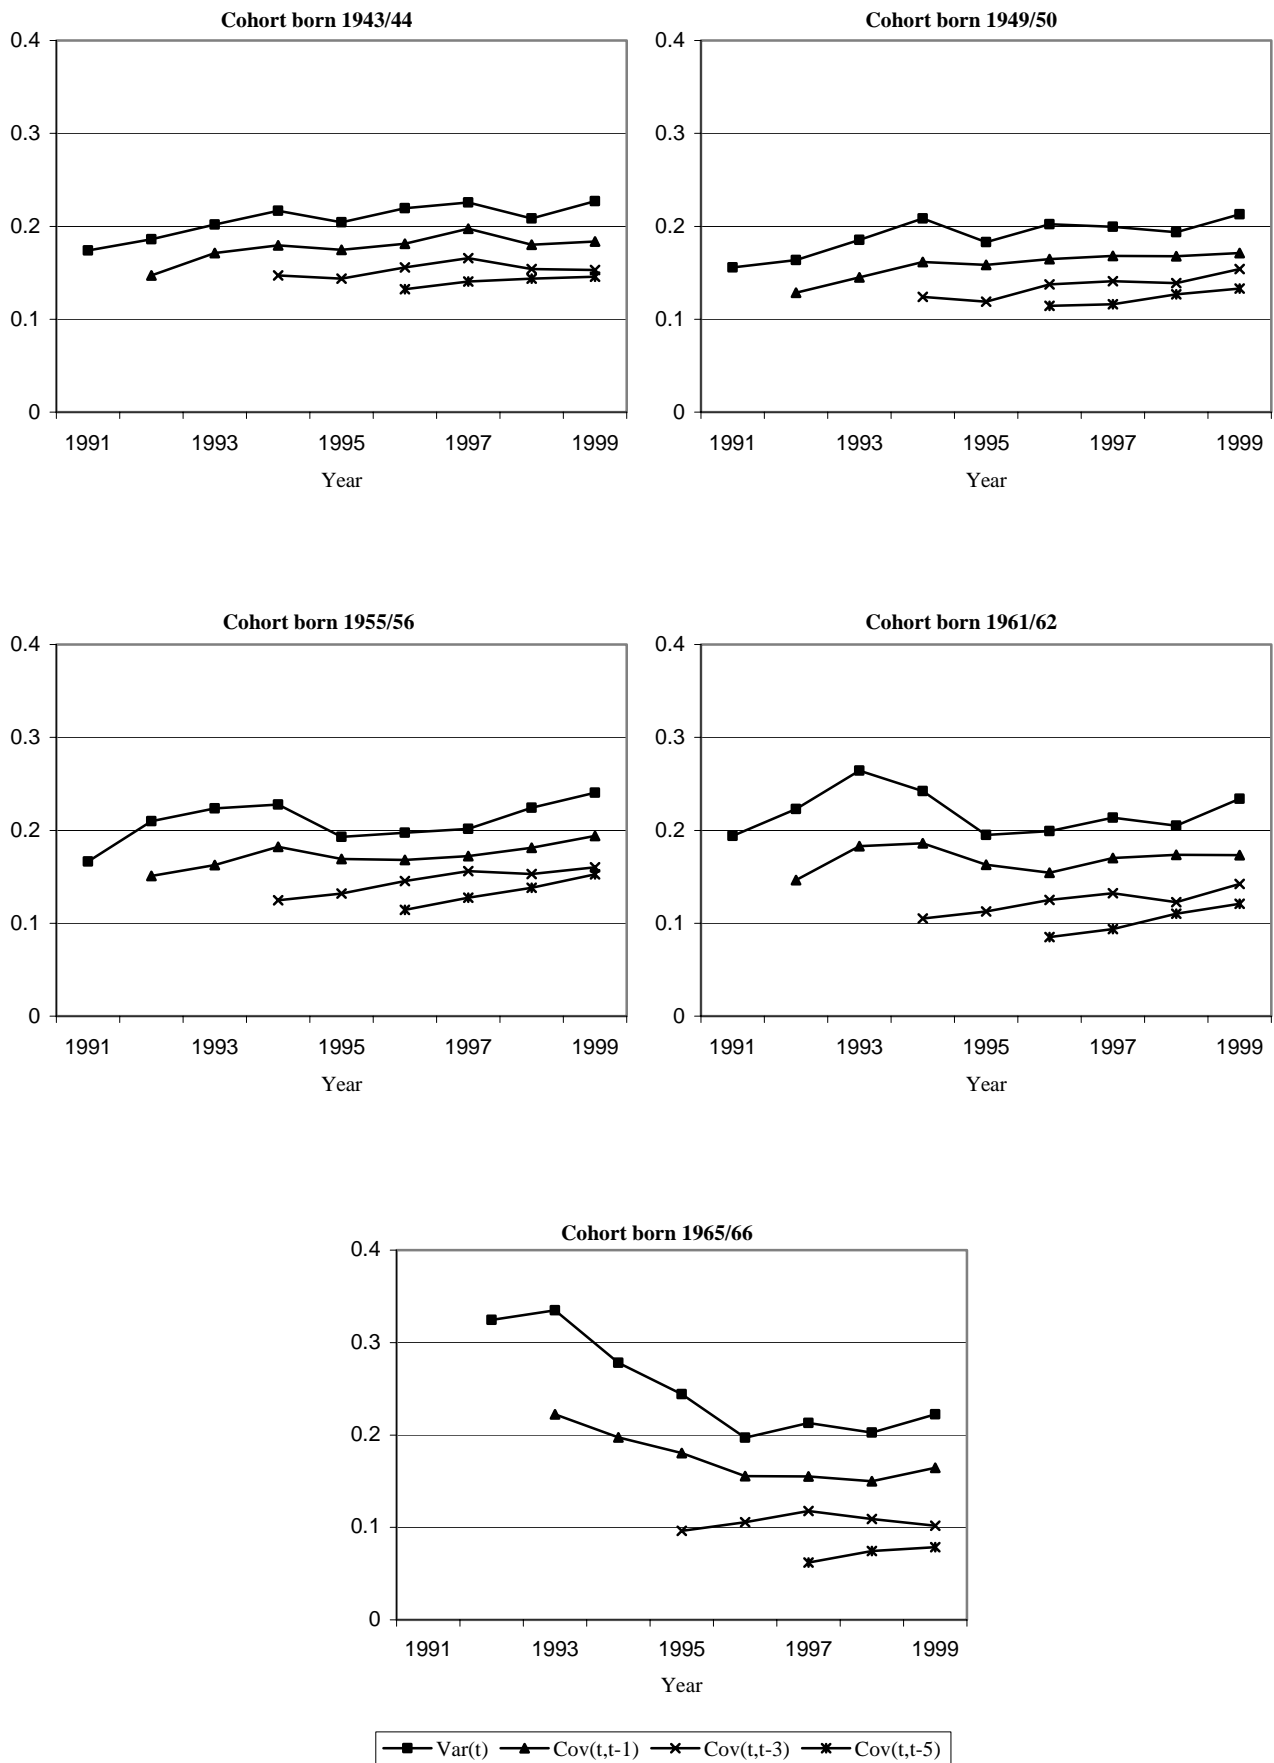 Cohort born 1943/44
0.4
0.3
0.2
0.1
0
1991 1993 1995 1997 1999
Year
Cohort born 1949/50
0.4
0.3
0.2
0.1
0
1991 1993 1995 1997 1999
Year
Cohort born 1955/56
0.4
0.3
0.2
0.1
0
1991 1993 1995 1997 1999
Year
Cohort born 1961/62
0.4
0.3
0.2
0.1
0
1991 1993 1995 1997 1999
Year
Cohort born 1965/66
0.4
0.3
0.2
0.1
0
1991 1993 1995 1997 1999
Year
Var(t) Cov(t,t-1) Cov(t,t-3) Cov(t,t-5)